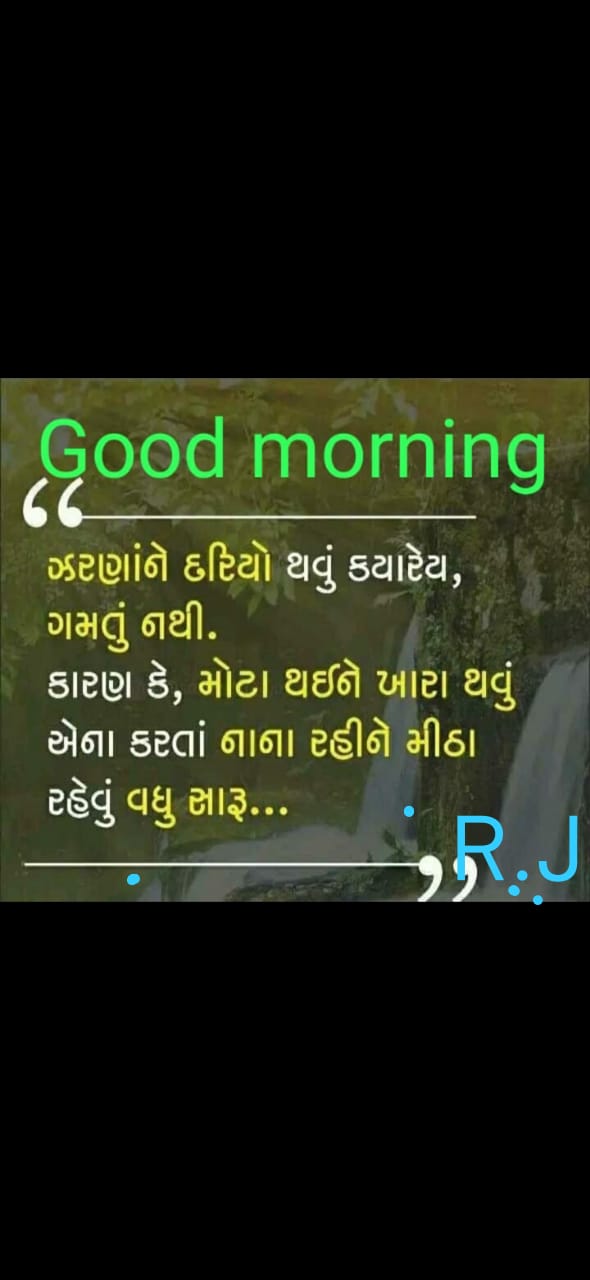 Good morning
“
ઝરણાંને દરિયો થવું કયારેય,
ગમતું નથી.
કારણ કે, મોટા થઈને ખારા થવું
એના કરતાં નાના રહીને મીઠા
રહેવું વધુ સારૂ...
”
R.J